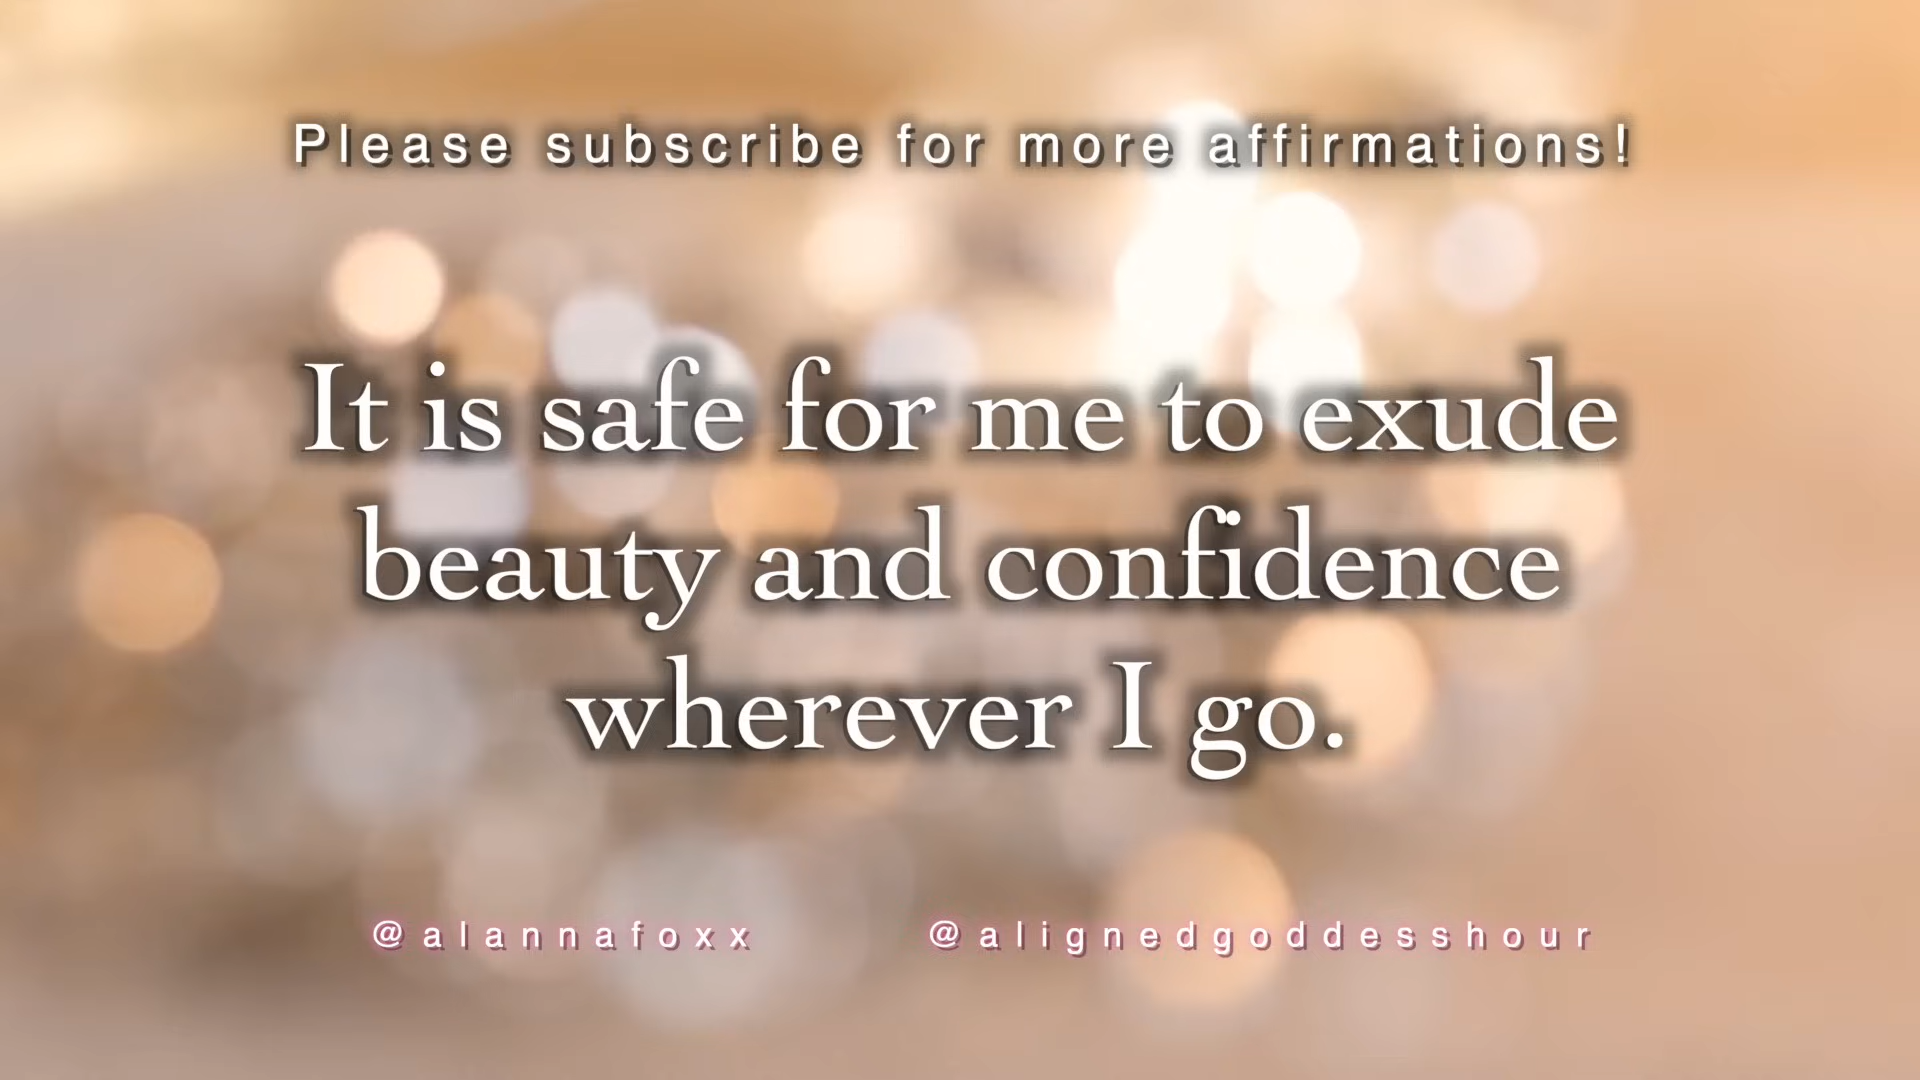 Please subscribe for more affirmations!
It is safe for me to exude
beauty and confidence
wherever I go.
@alannafoxx @alignedgoddesshour